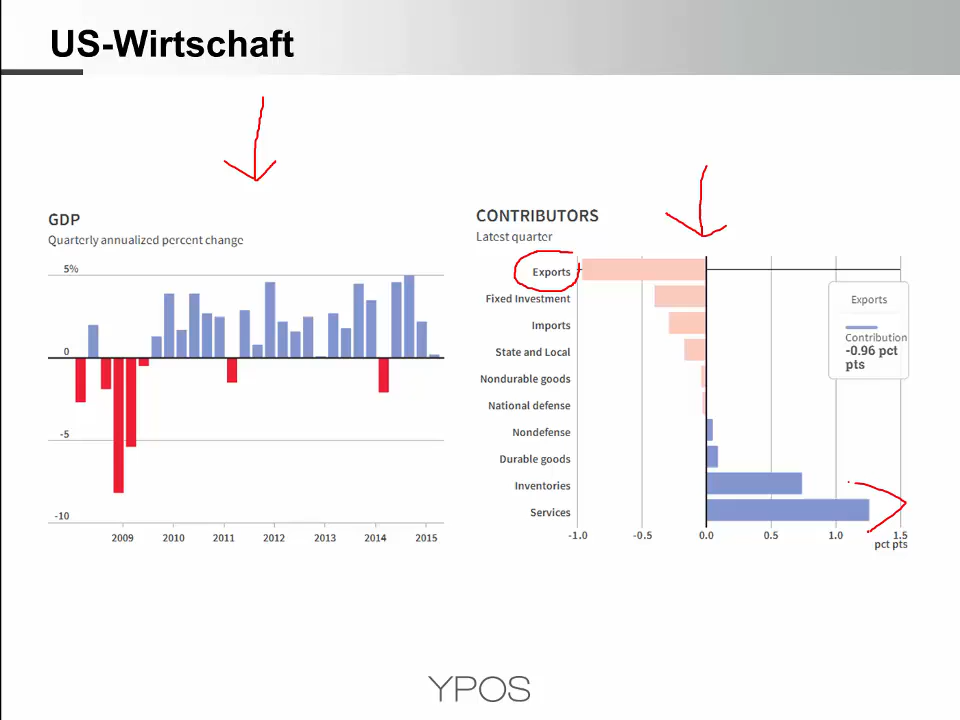 US-Wirtschaft
GDP
Quarterly annualized percent change
5%
0
-5
-10
2009 2010 2011 2012 2013 2014 2015
CONTRIBUTORS
Latest quarter
Exports
Fixed Investment
Imports
State and Local
Nondurable goods
National defense
Nondefense
Durable goods
Inventories
Services
-1.0 -0.5 0.0 0.5 1.0 1.5
pct pts
Exports
Contribution
-0.96 pct
pts
YPOS